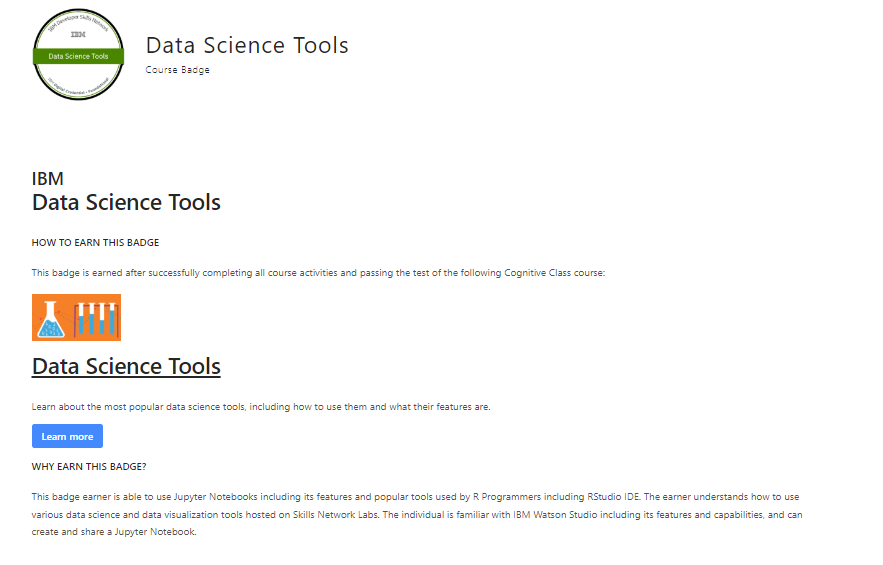 IBM Developer Skills Network
IBM
Data Science Tools
Data Science Tools
Course Badge
IBM
Data Science Tools
HOW TO EARN THIS BADGE
This badge is earned after successfully completing all course activities and passing the test of the following Cognitive Class course:
Data Science Tools
Learn about the most popular data science tools, including how to use them and what their features are.
Learn more
WHY EARN THIS BADGE?
This badge earner is able to use Jupyter Notebooks including its features and popular tools used by R Programmers including RStudio IDE. The earner understands how to use
various data science and data visualization tools hosted on Skills Network Labs. The individual is familiar with IBM Watson Studio including its features and capabilities, and can
create and share a Jupyter Notebook.